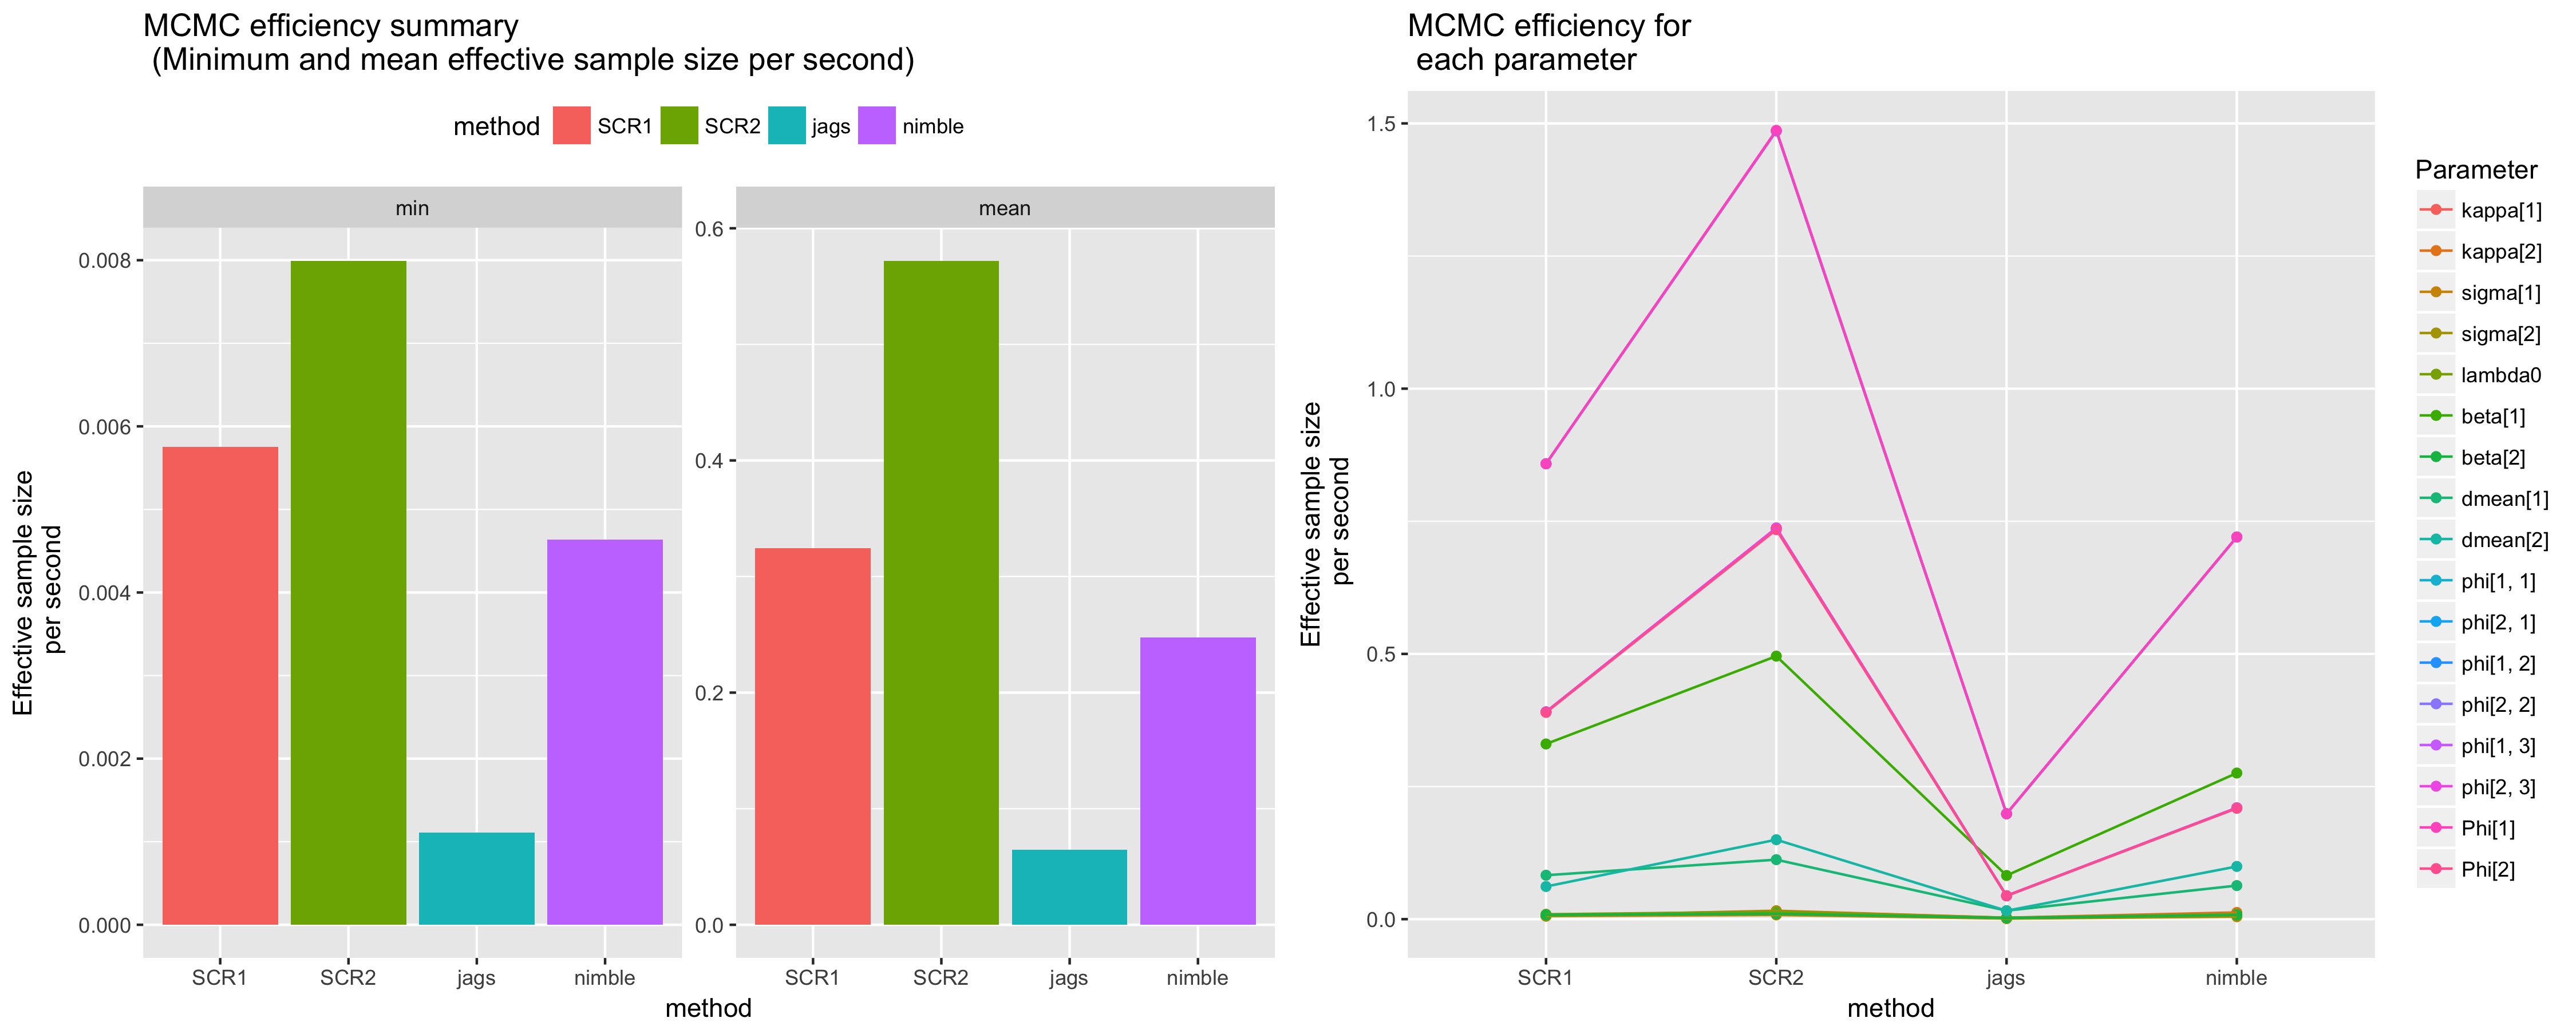 MCMC efficiency summary
(Minimum and mean effective sample size per second)
method SCR1 SCR2 jags nimble
min
mean
Effective sample size
per second
0.008
0.006
0.004
0.002
0.000
0.6
0.4
0.2
0.0
SCR1 SCR2 jags nimble
SCR1 SCR2 jags nimble
method
MCMC efficiency for
each parameter
Effective sample size
per second
1.5
1.0
0.5
0.0
SCR1 SCR2 jags nimble
method
Parameter
kappa[1]
kappa[2]
sigma[1]
sigma[2]
lambda0
beta[1]
beta[2]
dmean[1]
dmean[2]
phi[1, 1]
phi[2, 1]
phi[1, 2]
phi[2, 2]
phi[1, 3]
phi[2, 3]
Phi[1]
Phi[2]